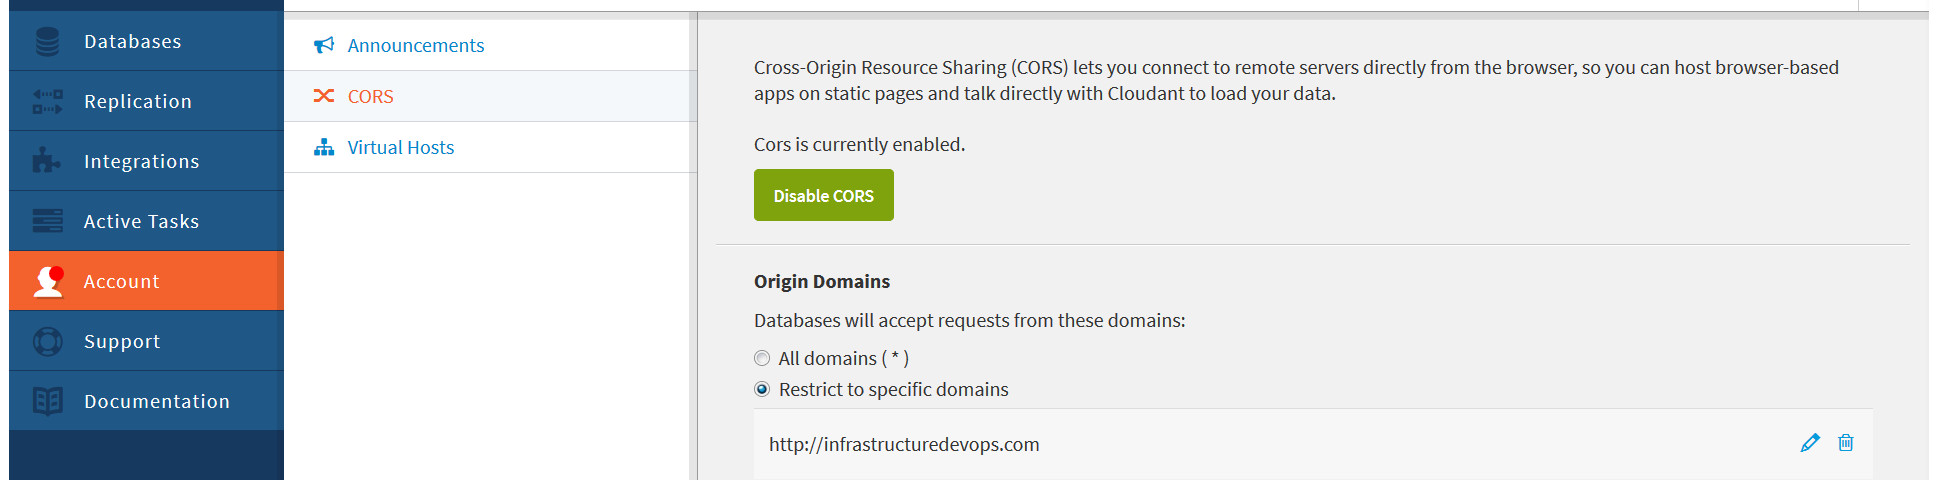 Databases
Replication
Integrations
Active Tasks
Account
Support
Documentation
Announcements
CORS
Virtual Hosts
Cross-Origin Resource Sharing (CORS) lets you connect to remote servers directly from the browser, so you can host browser-based
apps on static pages and talk directly with Cloudant to load your data.
Cors is currently enabled.
Disable CORS
Origin Domains
Databases will accept requests from these domains:
All domains ( * )
Restrict to specific domains
http://infrastructuredevops.com